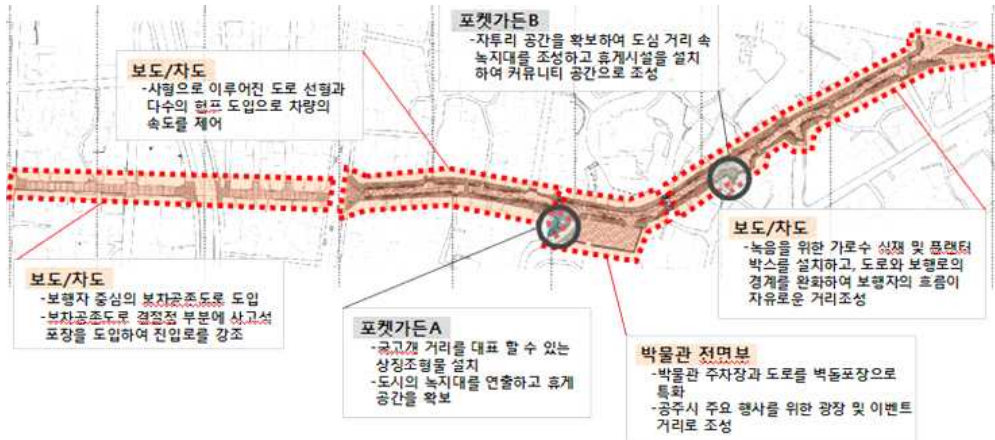 포켓가든B
-자투리 공간을 확보하여 도심 거리 속
녹지대를 조성하고 휴게시설을 설치
하여 커뮤니티 공간으로 조성
보도/차도
-사형으로 이루어진 도로 선형과
다수의 험프 도입으로 차량의
속도를 제어
보도/차도
-보행자 중심의 보차공존도로 도입
-보차공존도로 결절점 부분에 사고석
포장을 도입하여 진입로를 강조
포켓가든A
-국고개 거리를 대표 할 수 있는
상징조형물 설치
-도시의 녹지대를 연출하고 휴게
공간을 확보
보도/차도
-녹음을 위한 가로수 식재 및 플랜터
박스를 설치하고, 도로와 보행로의
경계를 완화하여 보행자의 흐름이
자유로운 거리조성
박물관 전면부
-박물관 주차장과 도로를 벽돌포장으로
특화
-공주시 주요 행사를 위한 광장 및 이벤트
거리로 조성